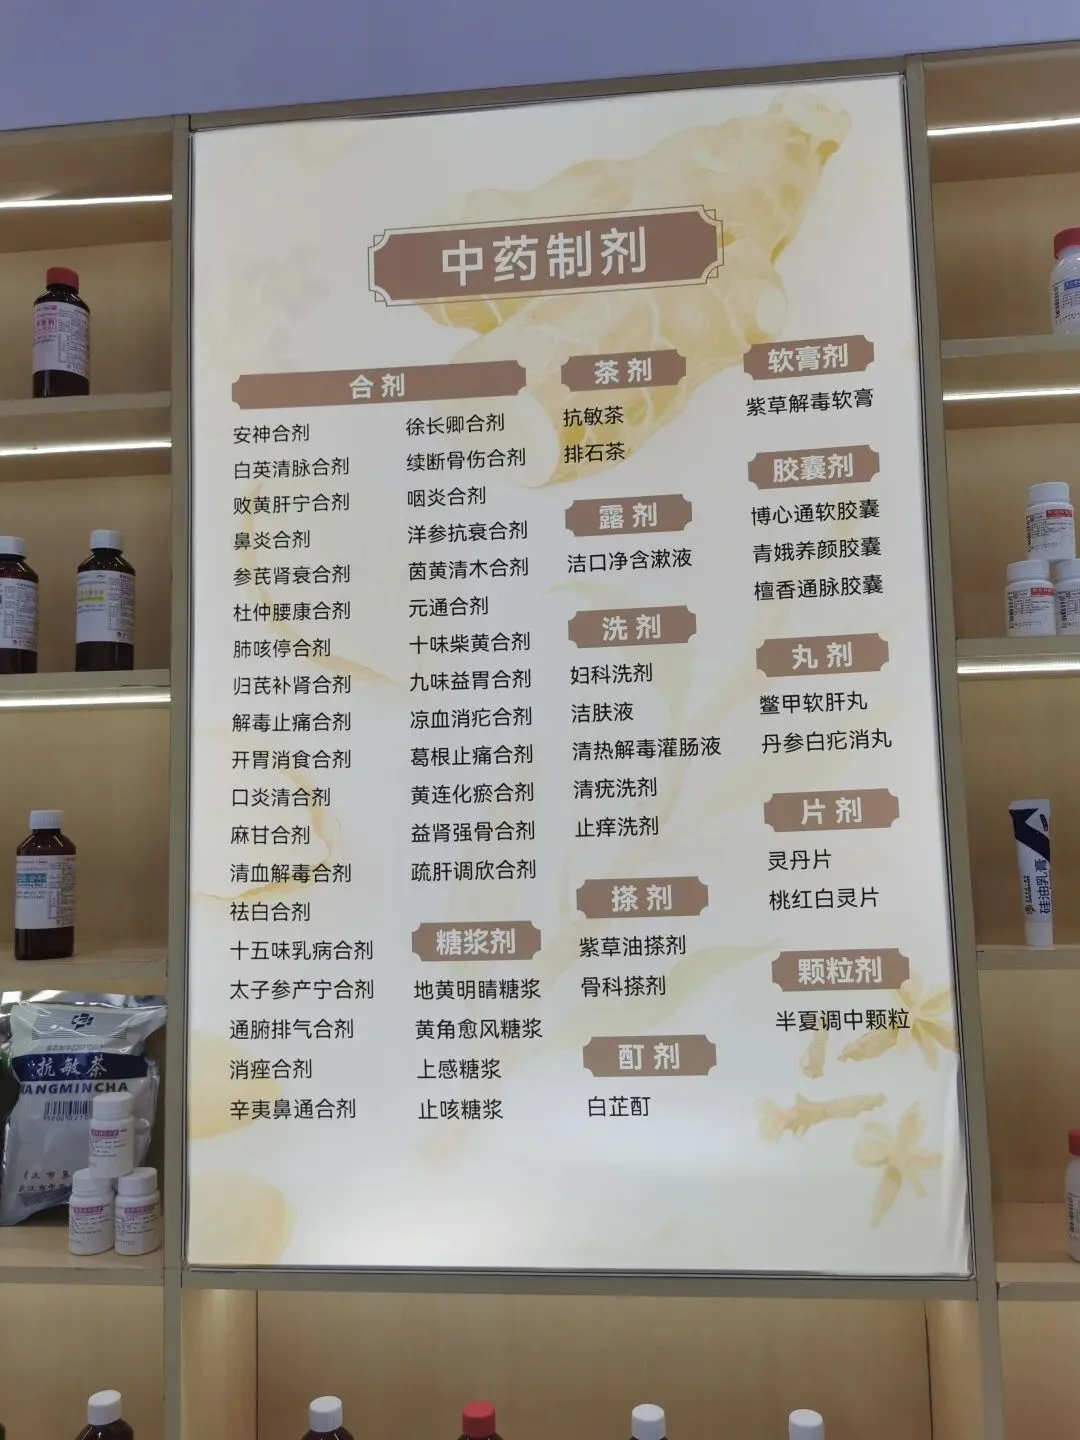 中药制剂
合剂
安神合剂
白英清脉合剂
败黄肝宁合剂
鼻炎合剂
参芪肾衰合剂
杜仲腰康合剂
肺咳停合剂
归芪补肾合剂
解毒止痛合剂
开胃消食合剂
口炎清合剂
麻甘合剂
清血解毒合剂
祛白合剂
十五味乳病合剂
太子参产宁合剂
通腑排气合剂
消痤合剂
辛夷鼻通合剂
徐长卿合剂
续断骨伤合剂
咽炎合剂
洋参抗衰合剂
茵黄清木合剂
元通合剂
十味柴黄合剂
九味益胃合剂
凉血消疕合剂
葛根止痛合剂
黄连化瘀合剂
益肾强骨合剂
疏肝调欣合剂
糖浆剂
地黄明睛糖浆
黄角愈风糖浆
上感糖浆
止咳糖浆
茶剂
抗敏茶
排石茶
露剂
洁口净含漱液
洗剂
妇科洗剂
洁肤液
清热解毒灌肠液
清疣洗剂
止痒洗剂
搽剂
紫草油搽剂
骨科搽剂
酊剂
白芷酊
软膏剂
紫草解毒软膏
胶囊剂
博心通软胶囊
青娥养颜胶囊
檀香通脉胶囊
丸剂
鳖甲软肝丸
丹参白疕消丸
片剂
灵丹片
桃红白灵片
颗粒剂
半夏调中颗粒
抗敏茶
KANGMINCHA
硅油乳膏